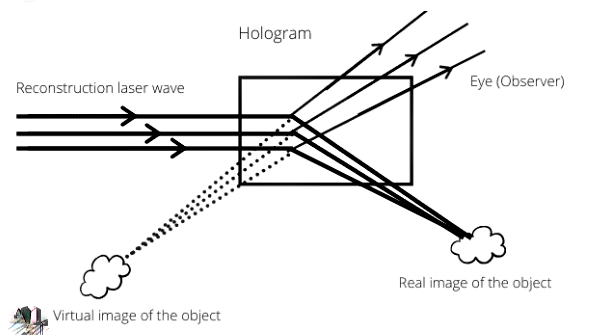 Hologram
Reconstruction laser wave
Eye (Observer)
Real image of the object
Virtual image of the object